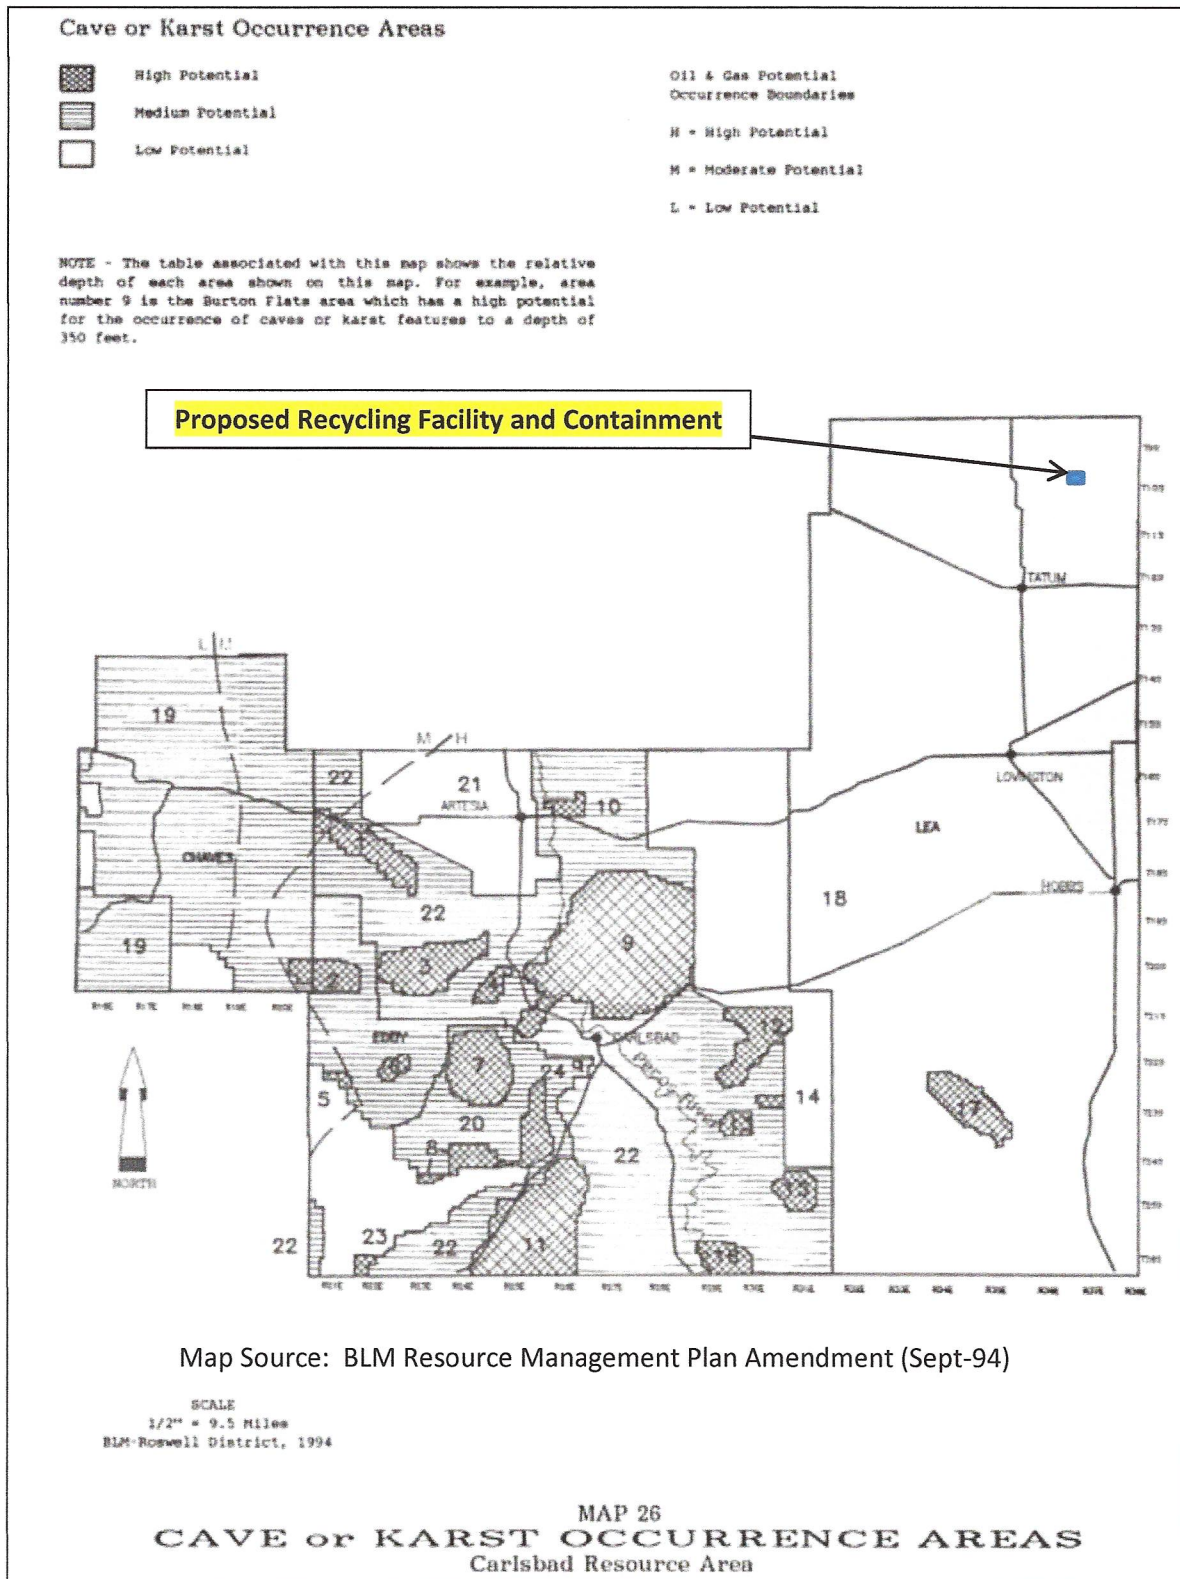 Cave or Karst Occurrence Areas
High Potential
Medium Potential
Low Potential
Oil & Gas Potential
Occurrence Boundaries
H = High Potential
M = Moderate Potential
L = Low Potential
NOTE - The table associated with this map shows the relative
depth of each area shown on this map. For example, area
number 9 is the Burton Flats area which has a high potential
for the occurrence of caves or karst features to a depth of
350 feet.
Proposed Recycling Facility and Containment
TATUM
L M
19
M H
22
21
ARTESIA
10
LOVINGTON
LEA
CHAVES
HOBBS
18
22
9
19
2
3
4
EDDY
CARLSBAD
12
7
24
5
14
17
20
22
8
13
22
23
22
11
16
NORTH
Map Source: BLM Resource Management Plan Amendment (Sept-94)
SCALE
1/2" = 9.5 Miles
BLM-Roswell District, 1994
MAP 26
CAVE or KARST OCCURRENCE AREAS
Carlsbad Resource Area